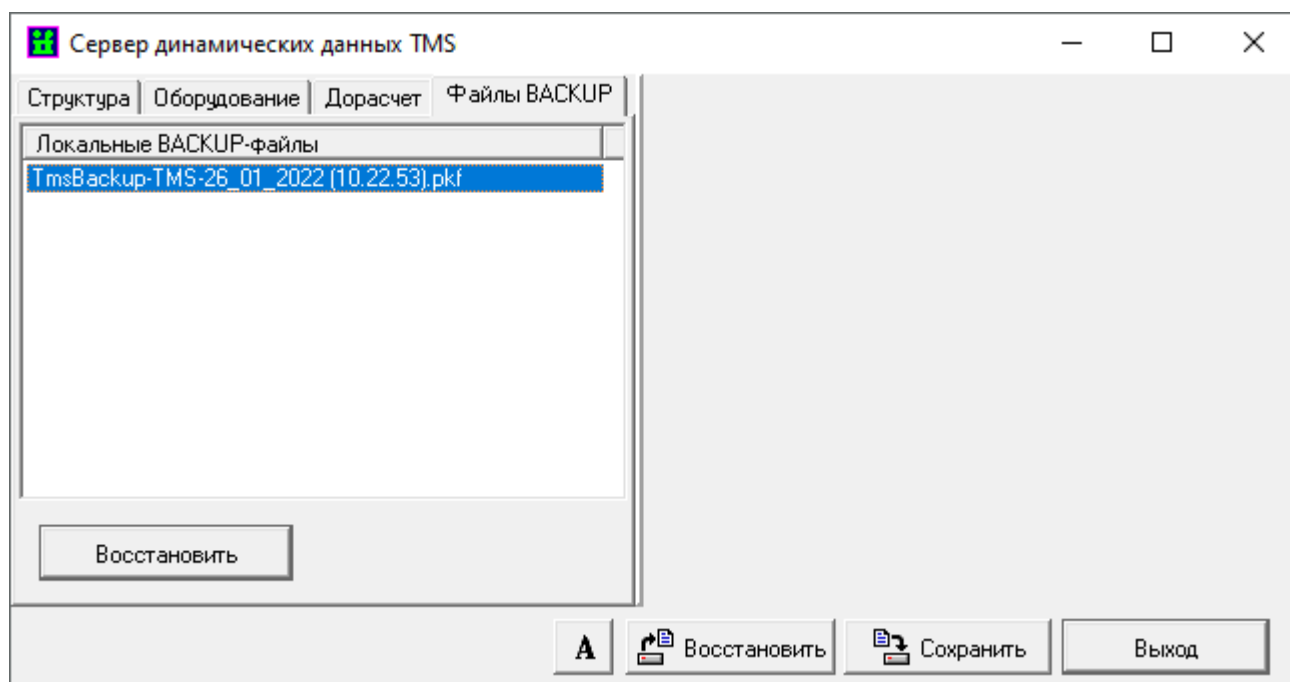 Сервер динамических данных TMS
Структура Оборудование Дорасчет Файлы BACKUP
Локальные BACKUP-файлы
TmsBackup-TMS-26_01_2022 (10.22.53).pkf
Восстановить
A Восстановить Сохранить Выход